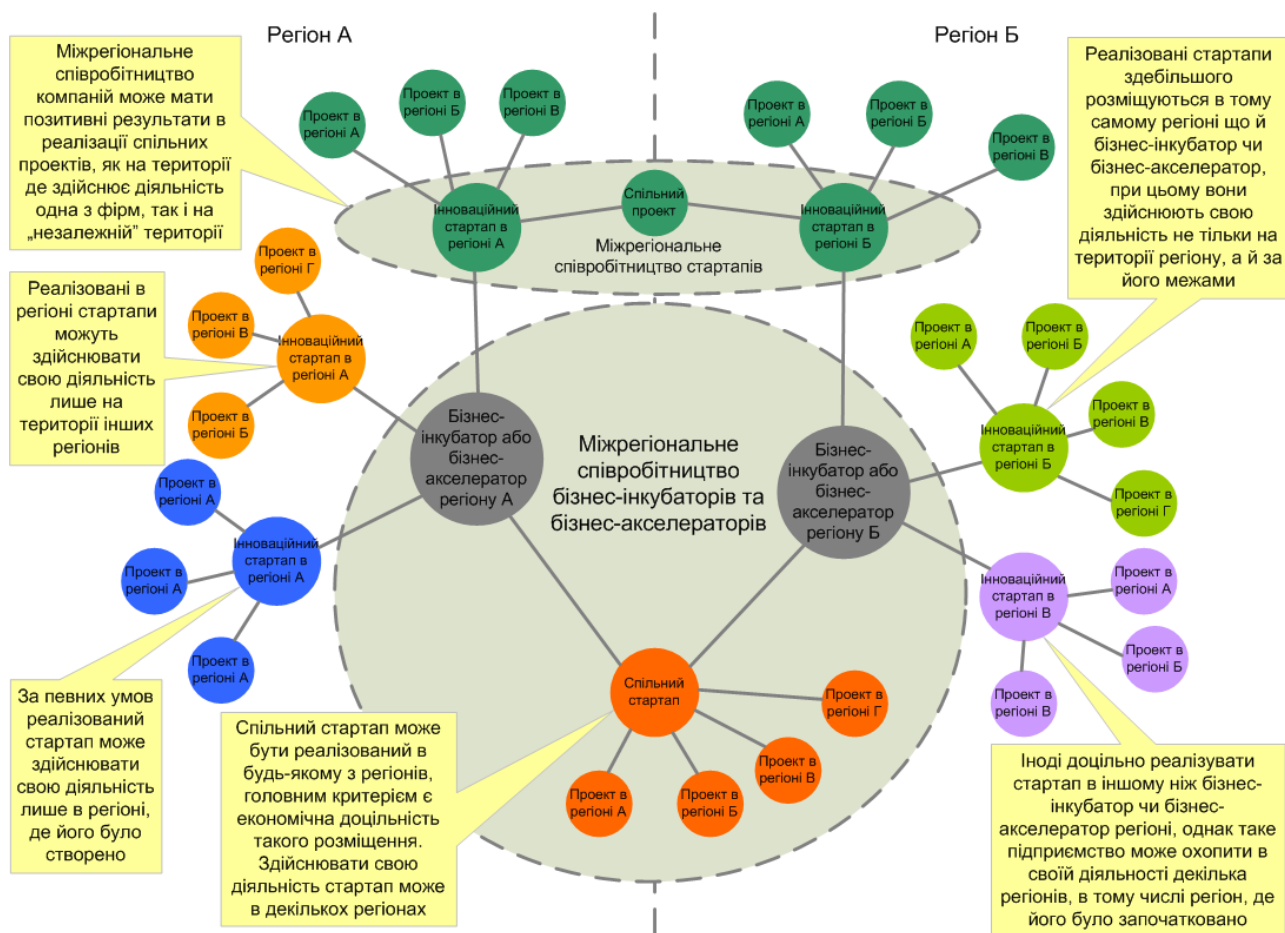 Регіон А
Регіон Б
Міжрегіональне
співробітництво
компаній може мати
позитивні результати в
реалізації спільних
проектів, як на території
де здійснює діяльність
одна з фірм, так і на
„незалежній” території
Проект в
регіоні А
Проект в
регіоні Б
Проект в
регіоні В
Проект в
регіоні А
Проект в
регіоні Б
Проект в
регіоні В
Реалізовані стартапи
здебільшого
розміщуються в тому
самому регіоні що й
бізнес-інкубатор чи
бізнес-акселератор,
при цьому вони
здійснюють свою
діяльність не тільки на
території регіону, а й за
його межами
Інноваційний
стартап в
регіоні А
Спільний
проект
Інноваційний
стартап в
регіоні Б
Міжрегіональне
співробітництво стартапів
Реалізовані в
регіоні стартапи
можуть
здійснювати
свою діяльність
лише на
території інших
регіонів
Проект в
регіоні Г
Проект в
регіоні В
Інноваційний
стартап в
регіоні А
Проект в
регіоні Б
Проект в
регіоні А
Проект в
регіоні Б
Проект в
регіоні В
Інноваційний
стартап в
регіоні Б
Проект в
регіоні Г
Бізнес-
інкубатор або
бізнес-
акселератор
регіону А
Міжрегіональне
співробітництво
бізнес-інкубаторів та
бізнес-акселераторів
Бізнес-
інкубатор або
бізнес-
акселератор
регіону Б
Проект в
регіоні А
Інноваційний
стартап в
регіоні А
Проект в
регіоні А
Проект в
регіоні А
Інноваційний
стартап в
регіоні В
Проект в
регіоні А
Проект в
регіоні Б
Проект в
регіоні В
За певних умов
реалізований
стартап може
здійснювати
свою діяльність
лише в регіоні,
де його було
створено
Спільний стартап може
бути реалізований в
будь-якому з регіонів,
головним критерієм є
економічна доцільність
такого розміщення.
Здійснювати свою
діяльність стартап може
в декількох регіонах
Спільний
стартап
Проект в
регіоні Г
Проект в
регіоні В
Проект в
регіоні А
Проект в
регіоні Б
Іноді доцільно реалізувати
стартап в іншому ніж бізнес-
інкубатор чи бізнес-
акселератор регіоні, однак таке
підприємство може охопити в
своїй діяльності декілька
регіонів, в тому числі регіон, де
його було започатковано